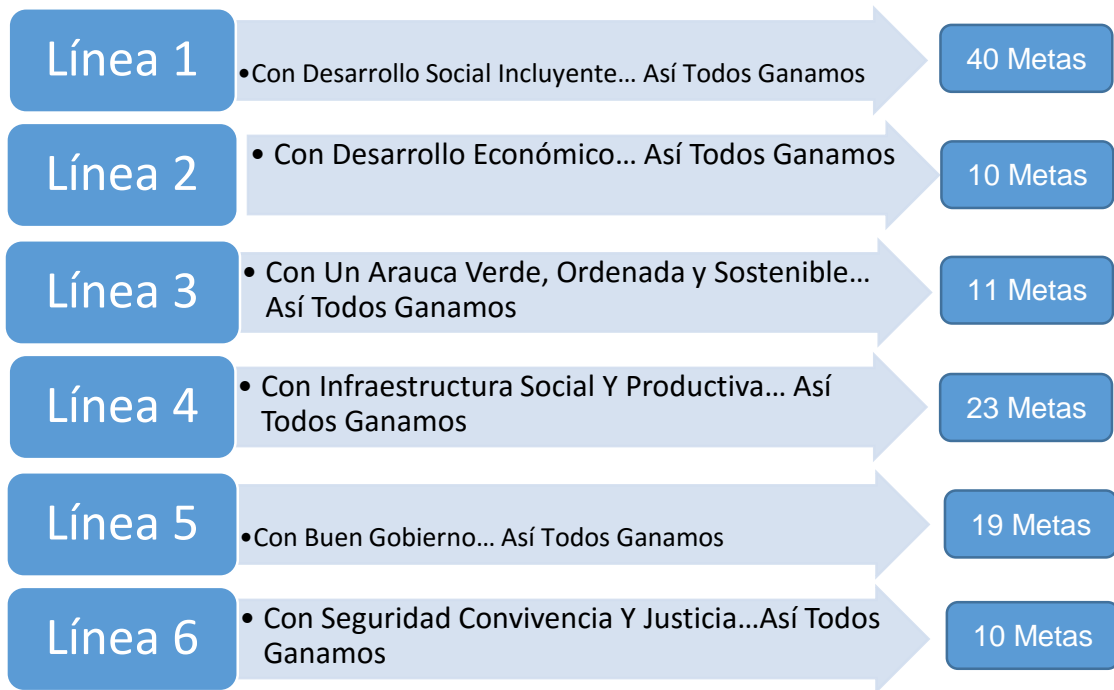 Línea 1
•Con Desarrollo Social Incluyente... Así Todos Ganamos
40 Metas
Línea 2
• Con Desarrollo Económico... Así Todos Ganamos
10 Metas
Línea 3
• Con Un Arauca Verde, Ordenada y Sostenible...
Así Todos Ganamos
11 Metas
Línea 4
• Con Infraestructura Social Y Productiva... Así
Todos Ganamos
23 Metas
Línea 5
•Con Buen Gobierno... Así Todos Ganamos
19 Metas
Línea 6
• Con Seguridad Convivencia Y Justicia...Así Todos
Ganamos
10 Metas